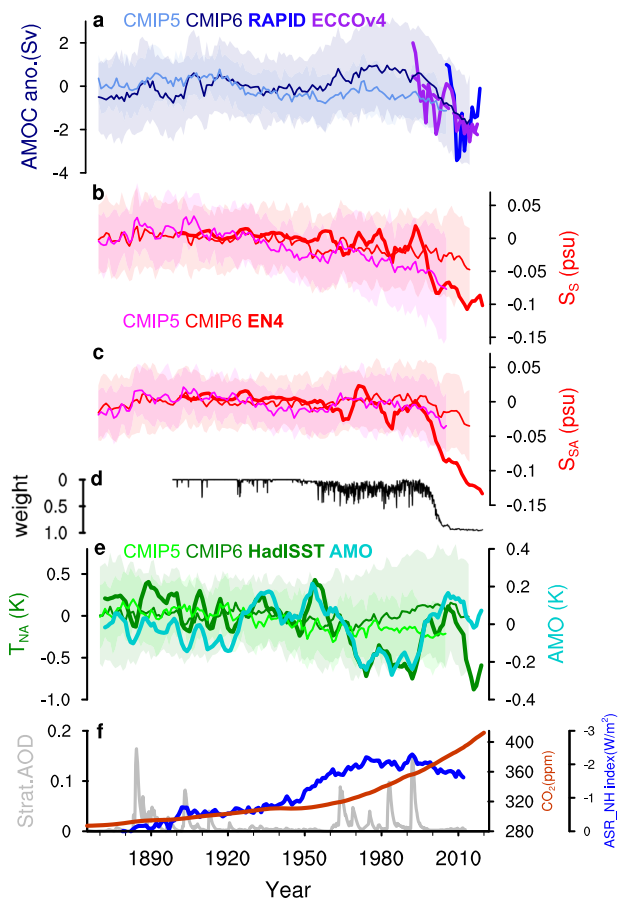 a CMIP5 CMIP6 RAPID ECCOv4
AMOC ano.(Sv)
2
0
-2
-4
b
0.05
0
-0.05
-0.1
-0.15
S_S (psu)
CMIP5 CMIP6 EN4
c
0.05
0
-0.05
-0.1
-0.15
S_SA (psu)
d
weight
0
0.5
1.0
e CMIP5 CMIP6 HadISST AMO
T_NA (K)
0.5
0
-0.5
-1.0
0.4
0.2
0
-0.2
-0.4
AMO (K)
f
Strat.AOD
0.2
0.1
0
400
360
320
280
CO₂(ppm)
-3
-2
-1
0
ASR_NH index(W/m²)
1890 1920 1950 1980 2010
Year